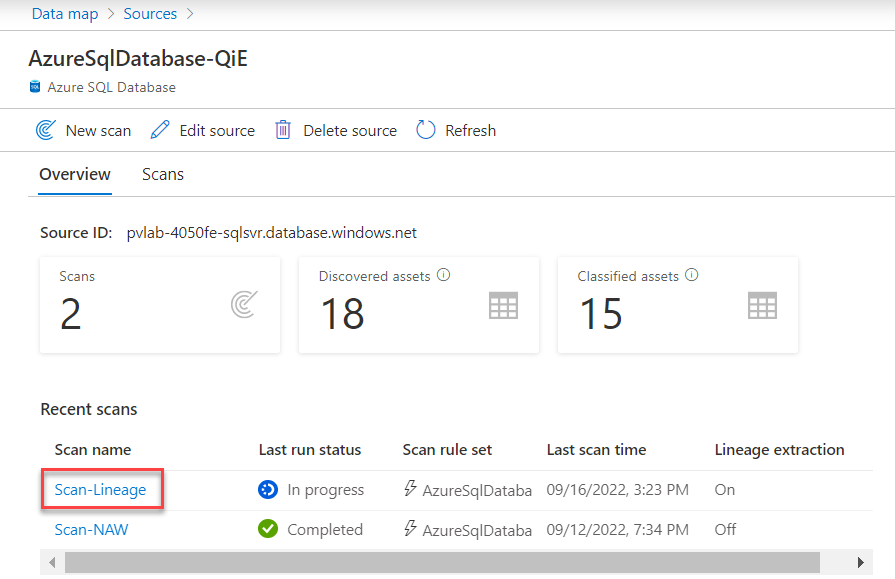 Data map > Sources >
AzureSqlDatabase-QiE
SQL Azure SQL Database
New scan Edit source Delete source Refresh
Overview Scans
Source ID: pvlab-4050fe-sqlsvr.database.windows.net
Scans Discovered assets Classified assets
2 18 15
Recent scans
Scan name Last run status Scan rule set Last scan time Lineage extraction
Scan-Lineage In progress AzureSqlDataba 09/16/2022, 3:23 PM On
Scan-NAW Completed AzureSqlDataba 09/12/2022, 7:34 PM Off